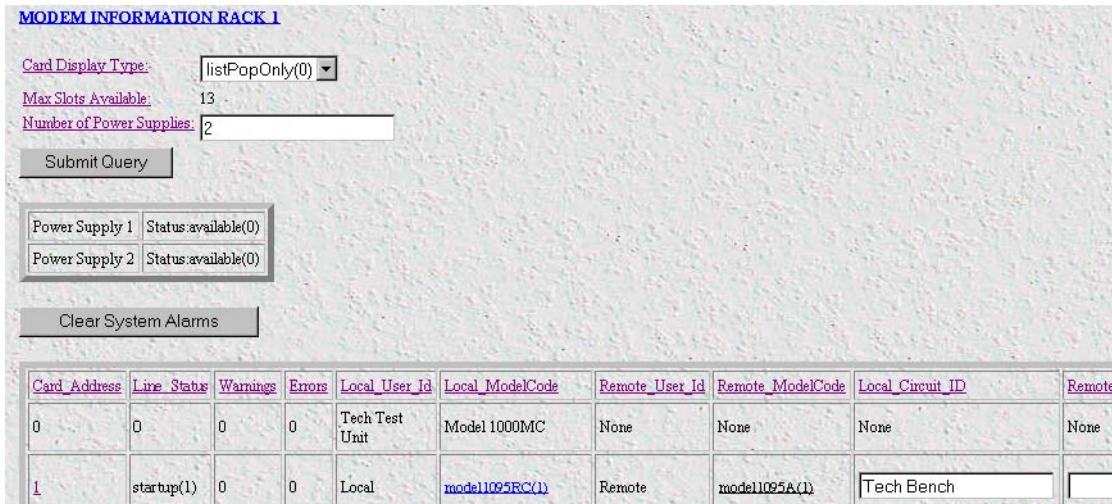 MODEM INFORMATION RACK 1
Card Display Type: listPopOnly(0)
Max Slots Available: 13
Number of Power Supplies: 2
Submit Query
Power Supply 1 Status:available(0)
Power Supply 2 Status:available(0)
Clear System Alarms
Card_Address Line_Status Warnings Errors Local_User_Id Local_ModelCode Remote_User_Id Remote_ModelCode Local_Circuit_ID Remote
0 0 0 0 Tech Test Unit Model 1000MC None None None None
1 startup(1) 0 0 Local model1095RC(1) Remote model1095A(1) Tech Bench